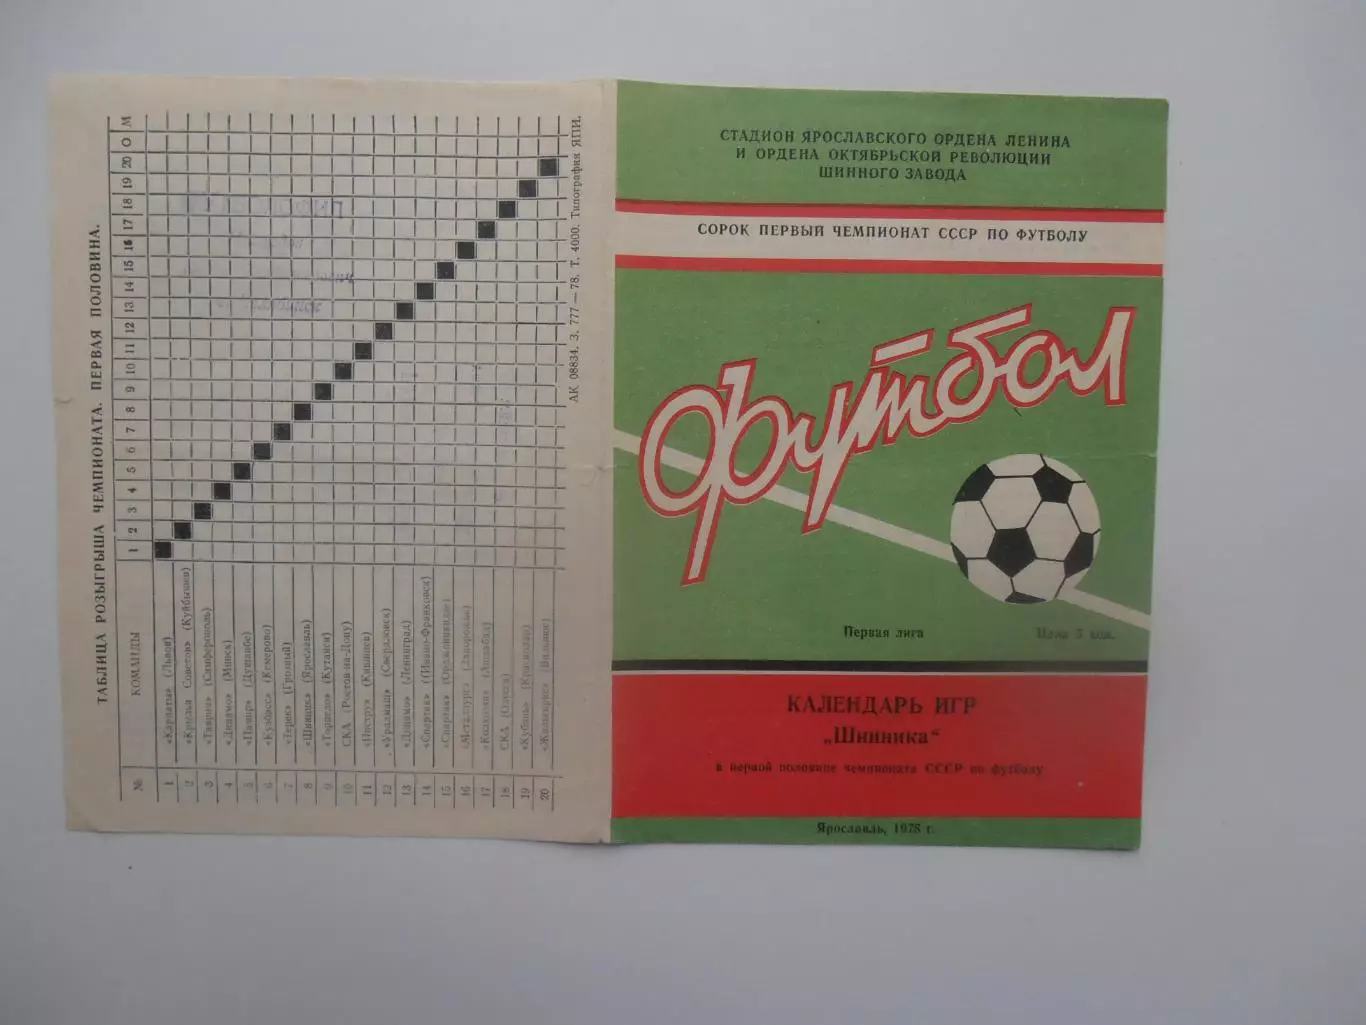 СТАДИОН ЯРОСЛАВСКОГО ОРДЕНА ЛЕНИНА
И ОРДЕНА ОКТЯБРЬСКОЙ РЕВОЛЮЦИИ
ШИННОГО ЗАВОДА
СОРОК ПЕРВЫЙ ЧЕМПИОНАТ СССР ПО ФУТБОЛУ
Футбол
Первая лига
Цена 5 коп.
КАЛЕНДАРЬ ИГР
„Шинника“
в первой половине чемпионата СССР по футболу
Ярославль, 1978 г.
ТАБЛИЦА РОЗЫГРЫША ЧЕМПИОНАТА. ПЕРВАЯ ПОЛОВИНА.
№ КОМАНДЫ 1 2 3 4 5 6 7 8 9 10 11 12 13 14 15 16 17 18 19 20 О М
1 «Карпаты» (Львов)
2 «Крылья Советов» (Куйбышев)
3 «Таврия» (Симферополь)
4 «Динамо» (Минск)
5 «Памир» (Душанбе)
6 «Кузбасс» (Кемерово)
7 «Терек» (Грозный)
8 «Шинник» (Ярославль)
9 «Торпедо» (Кутаиси)
10 СКА (Ростов-на-Дону)
11 «Нистру» (Кишинев)
12 «Уралмаш» (Свердловск)
13 «Динамо» (Ленинград)
14 «Спартак» (Ивано-Франковск)
15 «Спартак» (Орджоникидзе)
16 «Металлург» (Запорожье)
17 «Колхозчи» (Ашхабад)
18 СКА (Одесса)
19 «Кубань» (Краснодар)
20 «Жальгирис» (Вильнюс)
АК 08834. З. 777—78. Т. 4000. Типография ЯПИ.